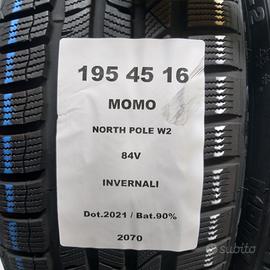 195 45 16
MOMO
NORTH POLE W2
84V
INVERNALI
Dot.2021 / Bat.90%
2070
subito